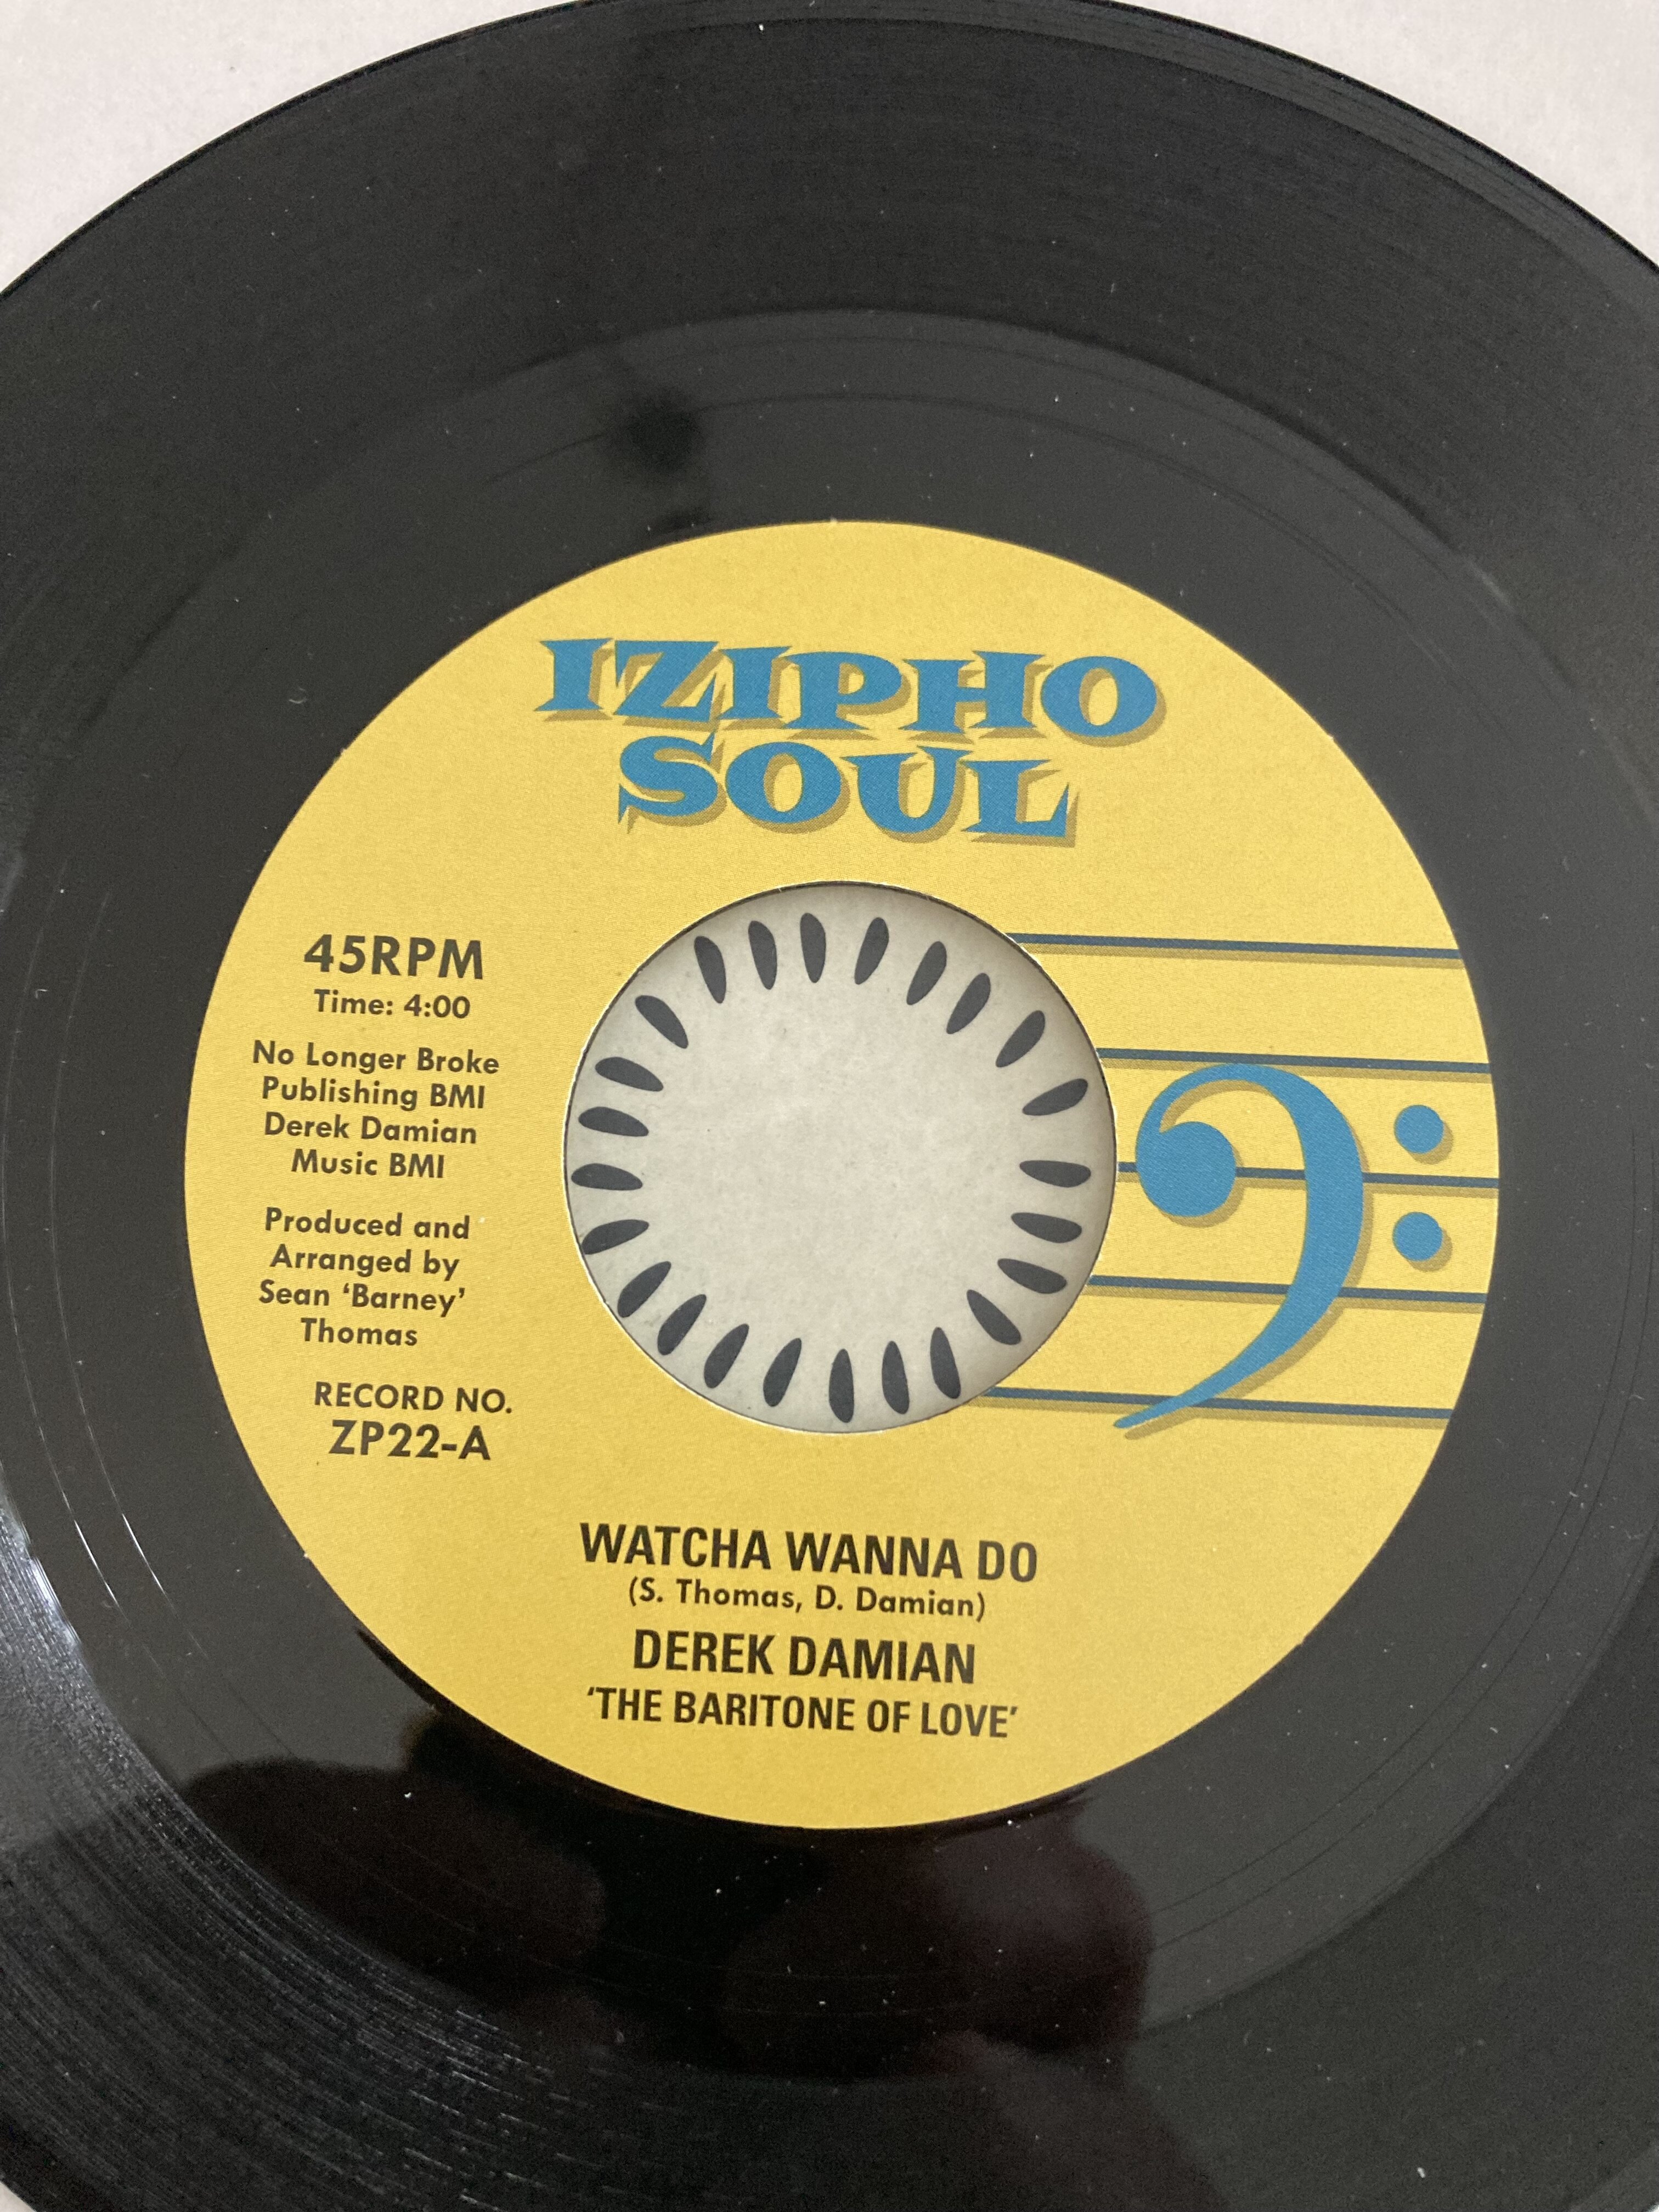 IZIPHO
SOUL
45RPM
Time: 4:00
No Longer Broke
Publishing BMI
Derek Damian
Music BMI
Produced and
Arranged by
Sean ‘Barney’
Thomas
RECORD NO.
ZP22-A
WATCHA WANNA DO
(S. Thomas, D. Damian)
DEREK DAMIAN
‘THE BARITONE OF LOVE’